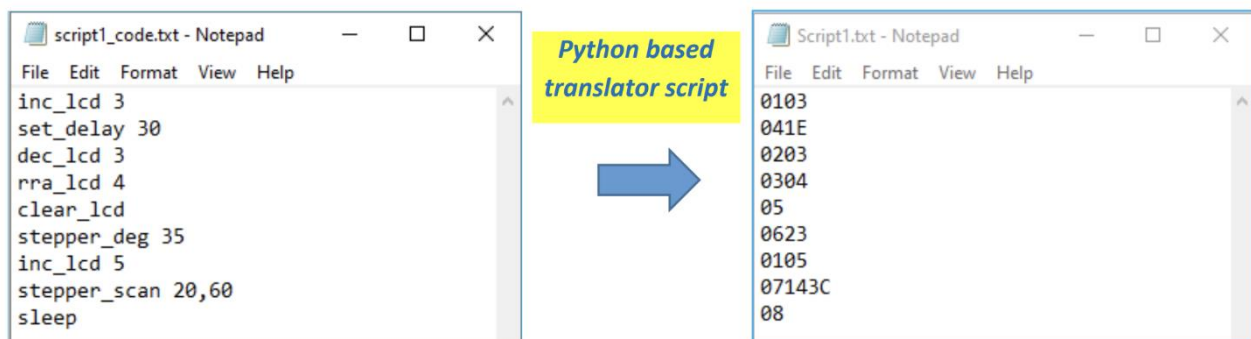 script1_code.txt - Notepad
File Edit Format View Help
inc_lcd 3
set_delay 30
dec_lcd 3
rra_lcd 4
clear_lcd
stepper_deg 35
inc_lcd 5
stepper_scan 20,60
sleep
Python based
translator script
Script1.txt - Notepad
File Edit Format View Help
0103
041E
0203
0304
05
0623
0105
07143C
08